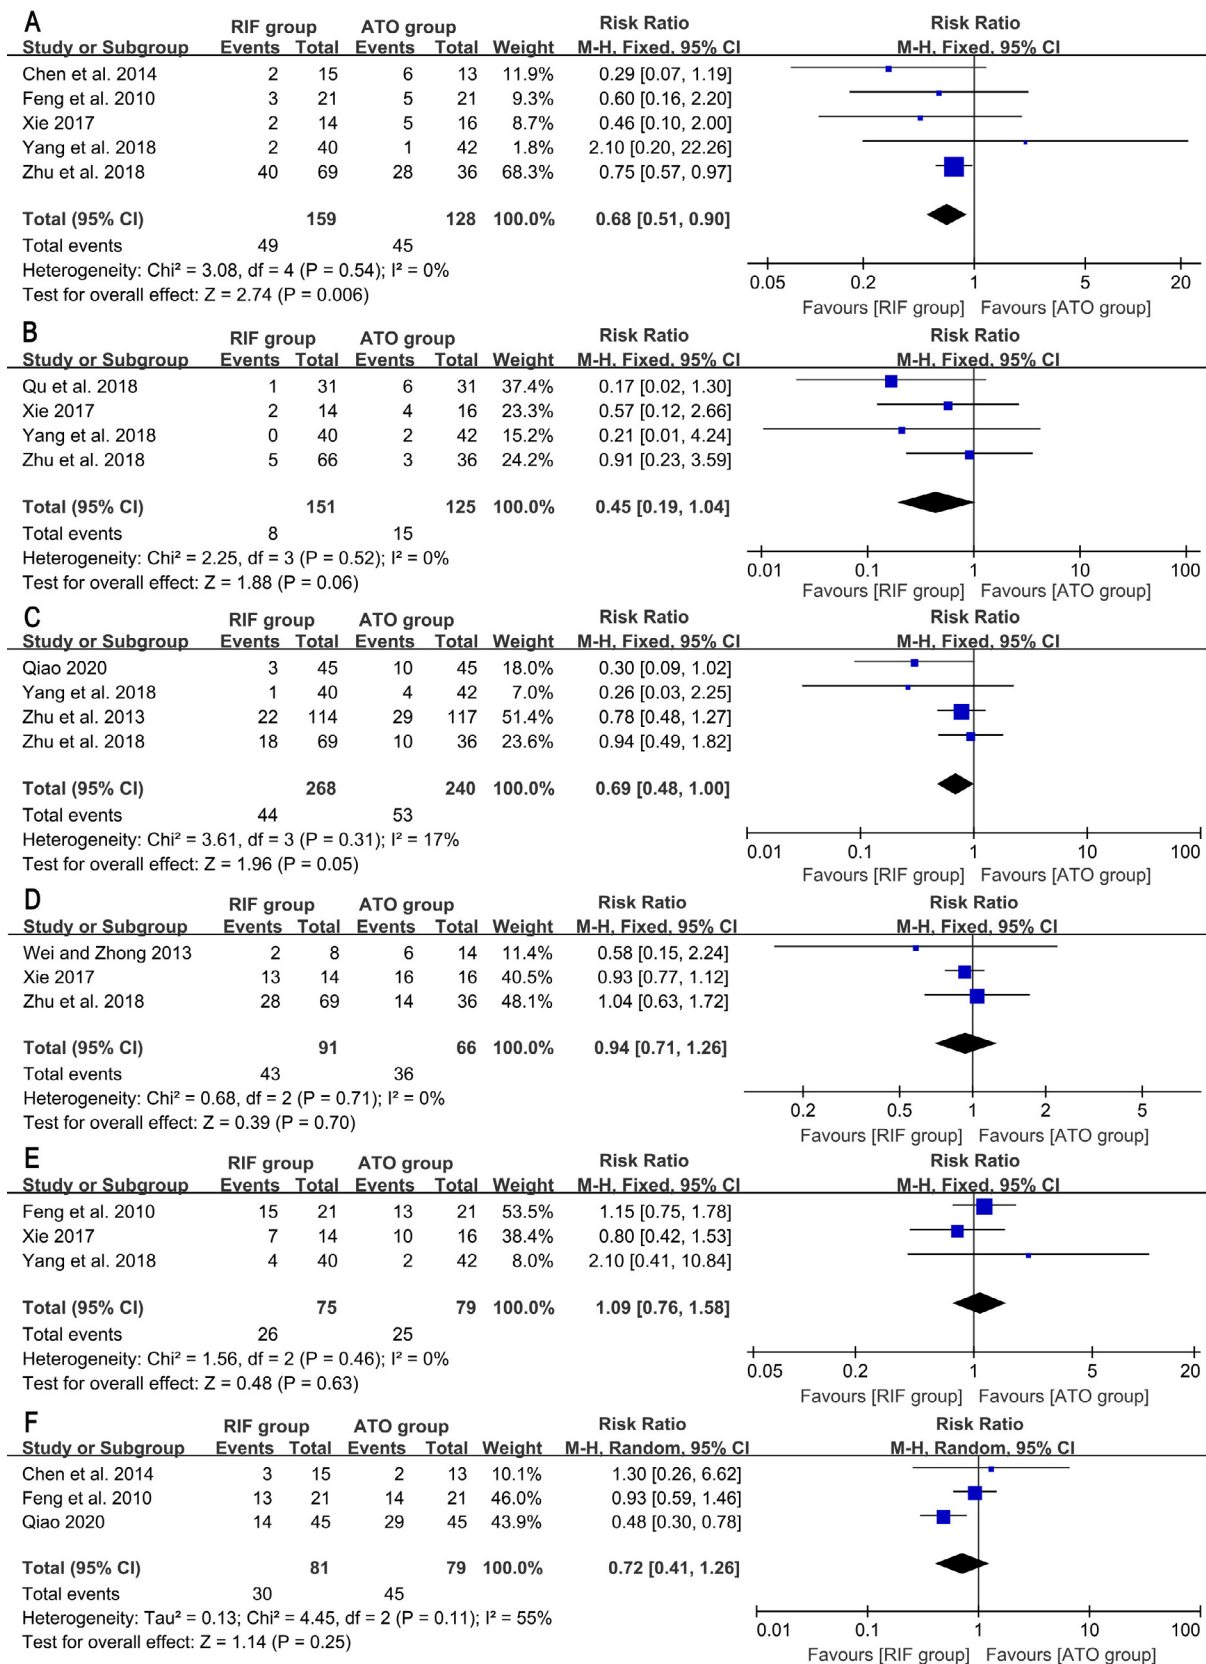 A
RIF group ATO group Risk Ratio Risk Ratio
Study or Subgroup Events Total Events Total Weight M-H, Fixed, 95% CI M-H, Fixed, 95% CI
Chen et al. 2014 2 15 6 13 11.9% 0.29 [0.07, 1.19]
Feng et al. 2010 3 21 5 21 9.3% 0.60 [0.16, 2.20]
Xie 2017 2 14 5 16 8.7% 0.46 [0.10, 2.00]
Yang et al. 2018 2 40 1 42 1.8% 2.10 [0.20, 22.26]
Zhu et al. 2018 40 69 28 36 68.3% 0.75 [0.57, 0.97]
Total (95% CI) 159 128 100.0% 0.68 [0.51, 0.90]
Total events 49 45
Heterogeneity: Chi² = 3.08, df = 4 (P = 0.54); I² = 0%
Test for overall effect: Z = 2.74 (P = 0.006)
0.05 0.2 1 5 20
Favours [RIF group] Favours [ATO group]
B
RIF group ATO group Risk Ratio Risk Ratio
Study or Subgroup Events Total Events Total Weight M-H, Fixed, 95% CI M-H, Fixed, 95% CI
Qu et al. 2018 1 31 6 31 37.4% 0.17 [0.02, 1.30]
Xie 2017 2 14 4 16 23.3% 0.57 [0.12, 2.66]
Yang et al. 2018 0 40 2 42 15.2% 0.21 [0.01, 4.24]
Zhu et al. 2018 5 66 3 36 24.2% 0.91 [0.23, 3.59]
Total (95% CI) 151 125 100.0% 0.45 [0.19, 1.04]
Total events 8 15
Heterogeneity: Chi² = 2.25, df = 3 (P = 0.52); I² = 0%
Test for overall effect: Z = 1.88 (P = 0.06)
0.01 0.1 1 10 100
Favours [RIF group] Favours [ATO group]
C
RIF group ATO group Risk Ratio Risk Ratio
Study or Subgroup Events Total Events Total Weight M-H, Fixed, 95% CI M-H, Fixed, 95% CI
Qiao 2020 3 45 10 45 18.0% 0.30 [0.09, 1.02]
Yang et al. 2018 1 40 4 42 7.0% 0.26 [0.03, 2.25]
Zhu et al. 2013 22 114 29 117 51.4% 0.78 [0.48, 1.27]
Zhu et al. 2018 18 69 10 36 23.6% 0.94 [0.49, 1.82]
Total (95% CI) 268 240 100.0% 0.69 [0.48, 1.00]
Total events 44 53
Heterogeneity: Chi² = 3.61, df = 3 (P = 0.31); I² = 17%
Test for overall effect: Z = 1.96 (P = 0.05)
0.01 0.1 1 10 100
Favours [RIF group] Favours [ATO group]
D
RIF group ATO group Risk Ratio Risk Ratio
Study or Subgroup Events Total Events Total Weight M-H, Fixed, 95% CI M-H, Fixed, 95% CI
Wei and Zhong 2013 2 8 6 14 11.4% 0.58 [0.15, 2.24]
Xie 2017 13 14 16 16 40.5% 0.93 [0.77, 1.12]
Zhu et al. 2018 28 69 14 36 48.1% 1.04 [0.63, 1.72]
Total (95% CI) 91 66 100.0% 0.94 [0.71, 1.26]
Total events 43 36
Heterogeneity: Chi² = 0.68, df = 2 (P = 0.71); I² = 0%
Test for overall effect: Z = 0.39 (P = 0.70)
0.2 0.5 1 2 5
Favours [RIF group] Favours [ATO group]
E
RIF group ATO group Risk Ratio Risk Ratio
Study or Subgroup Events Total Events Total Weight M-H, Fixed, 95% CI M-H, Fixed, 95% CI
Feng et al. 2010 15 21 13 21 53.5% 1.15 [0.75, 1.78]
Xie 2017 7 14 10 16 38.4% 0.80 [0.42, 1.53]
Yang et al. 2018 4 40 2 42 8.0% 2.10 [0.41, 10.84]
Total (95% CI) 75 79 100.0% 1.09 [0.76, 1.58]
Total events 26 25
Heterogeneity: Chi² = 1.56, df = 2 (P = 0.46); I² = 0%
Test for overall effect: Z = 0.48 (P = 0.63)
0.05 0.2 1 5 20
Favours [RIF group] Favours [ATO group]
F
RIF group ATO group Risk Ratio Risk Ratio
Study or Subgroup Events Total Events Total Weight M-H, Random, 95% CI M-H, Random, 95% CI
Chen et al. 2014 3 15 2 13 10.1% 1.30 [0.26, 6.62]
Feng et al. 2010 13 21 14 21 46.0% 0.93 [0.59, 1.46]
Qiao 2020 14 45 29 45 43.9% 0.48 [0.30, 0.78]
Total (95% CI) 81 79 100.0% 0.72 [0.41, 1.26]
Total events 30 45
Heterogeneity: Tau² = 0.13; Chi² = 4.45, df = 2 (P = 0.11); I² = 55%
Test for overall effect: Z = 1.14 (P = 0.25)
0.01 0.1 1 10 100
Favours [RIF group] Favours [ATO group]